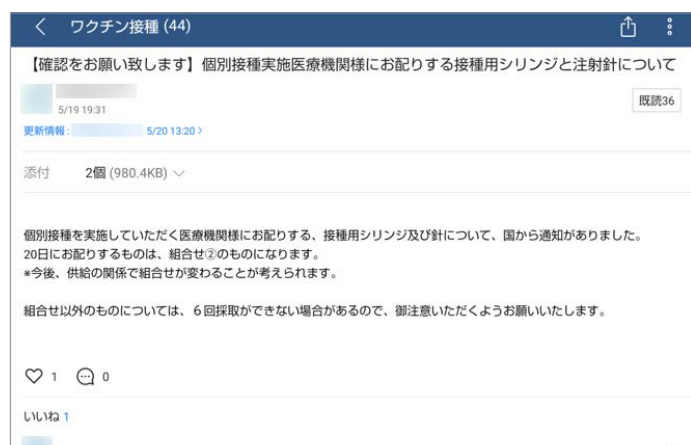 ワクチン接種 (44)
【確認をお願い致します】個別接種実施医療機関様にお配りする接種用シリンジと注射針について
5/19 19:31
既読36
更新情報: 5/20 13:20 〉
添付 2個 (980.4KB)
個別接種を実施していただく医療機関様にお配りする、接種用シリンジ及び針について、国から通知がありました。
20日にお配りするものは、組合せ②のものになります。
*今後、供給の関係で組合せが変わることが考えられます。
組合せ以外のものについては、６回採取ができない場合があるので、御注意いただくようお願いいたします。
1 0
いいね 1